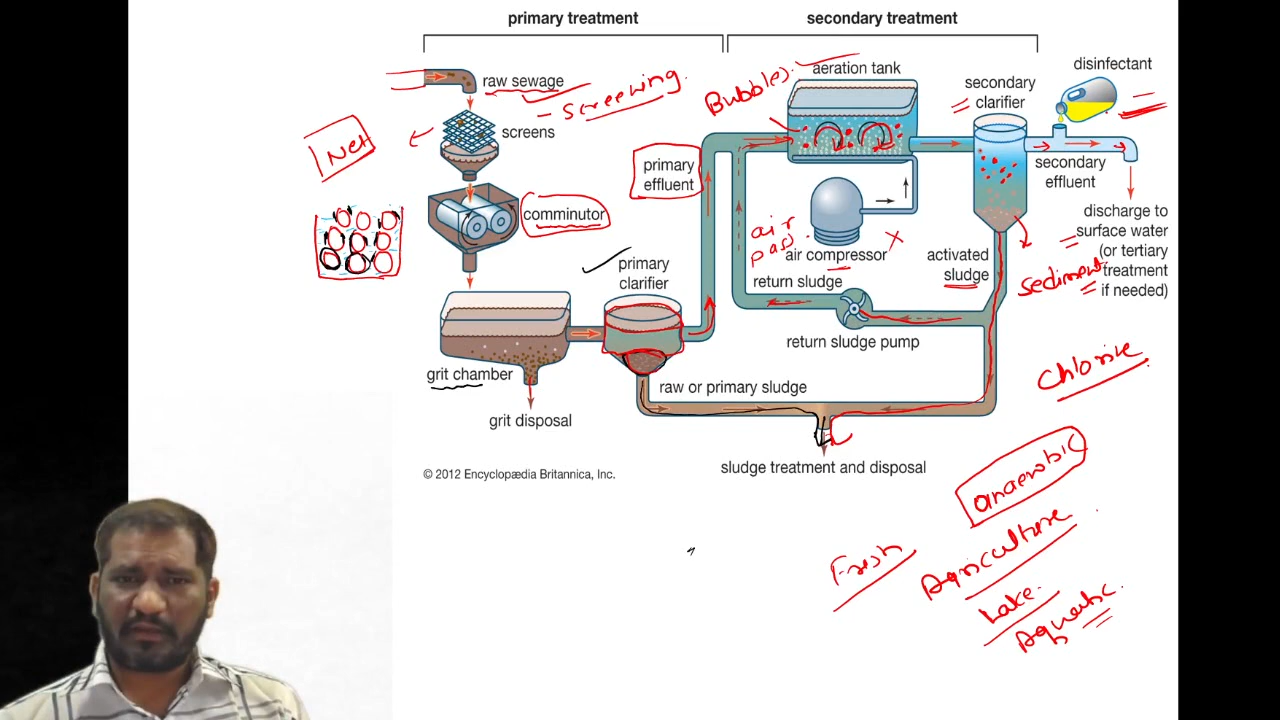 primary treatment
secondary treatment
raw sewage
Screening
screens
Net
comminutor
primary
clarifier
grit chamber
grit disposal
raw or primary sludge
primary
effluent
Bubbles
aeration tank
air
pass
air compressor
return sludge
return sludge pump
secondary
clarifier
activated
sludge
disinfectant
secondary
effluent
discharge to
surface water
(or tertiary
treatment
if needed)
Sediment
sludge treatment and disposal
© 2012 Encyclopædia Britannica, Inc.
Chlorine
anaerobic
Fresh
Agriculture
Lake
Aquatic